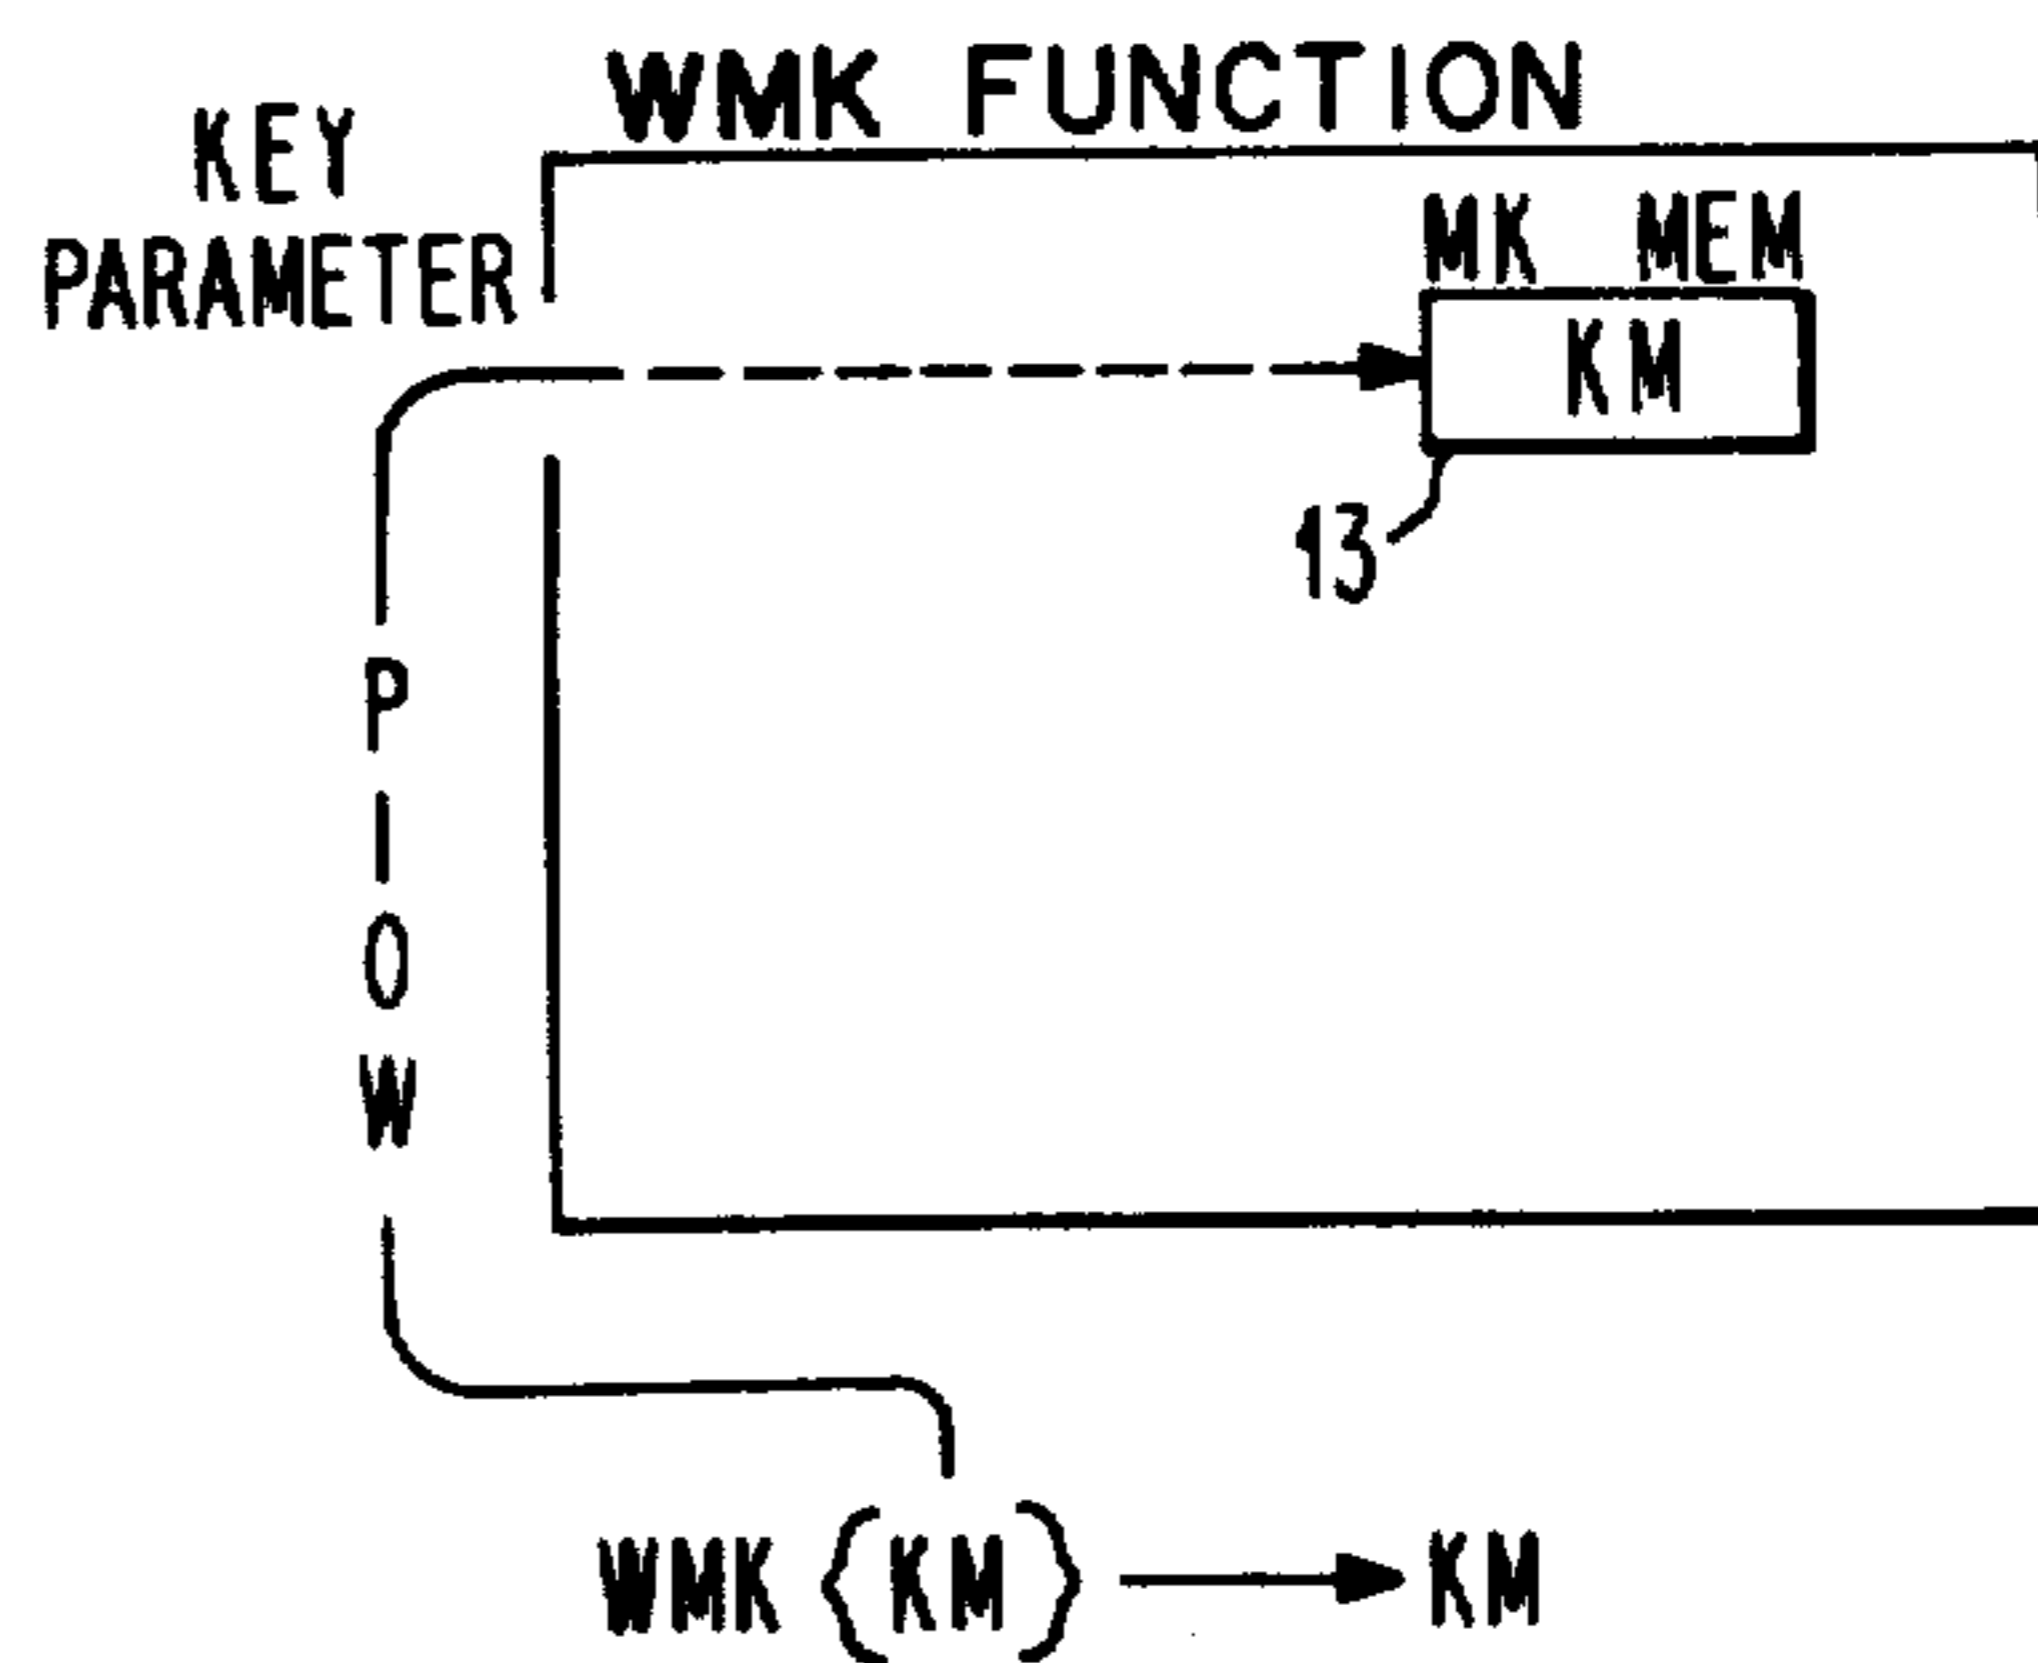 WMK FUNCTION
KEY
PARAMETER
MK MEM
KM
13
P
I
O
W
WMK {KM} → KM